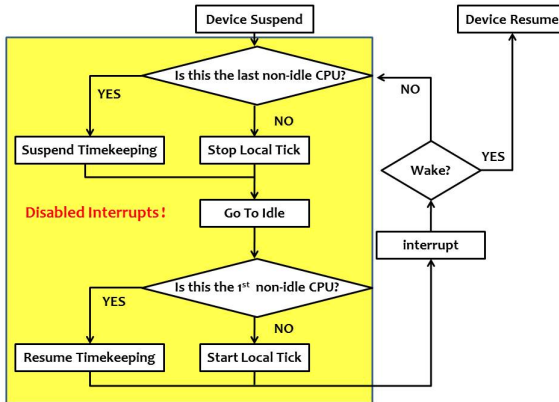 Device Suspend
Device Resume
Is this the last non-idle CPU?
YES
NO
NO
Suspend Timekeeping
Stop Local Tick
Wake?
YES
Disabled Interrupts !
Go To Idle
interrupt
Is this the 1st non-idle CPU?
YES
NO
Resume Timekeeping
Start Local Tick